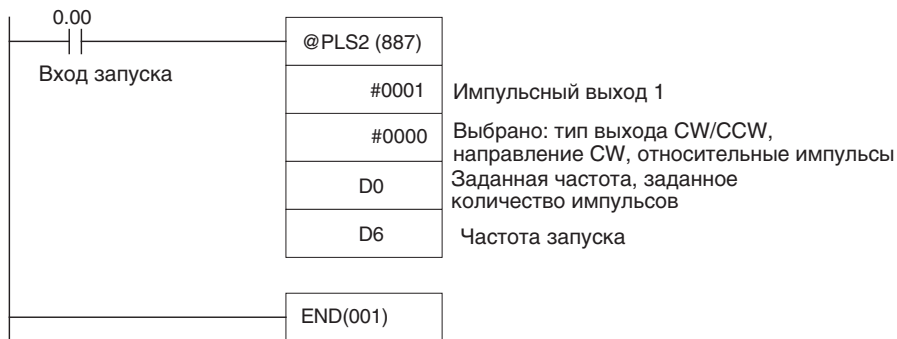 0.00
@PLS2 (887)
Вход запуска
#0001
Импульсный выход 1
#0000
Выбрано: тип выхода CW/CCW,
направление CW, относительные импульсы
D0
Заданная частота, заданное
количество импульсов
D6
Частота запуска
END(001)